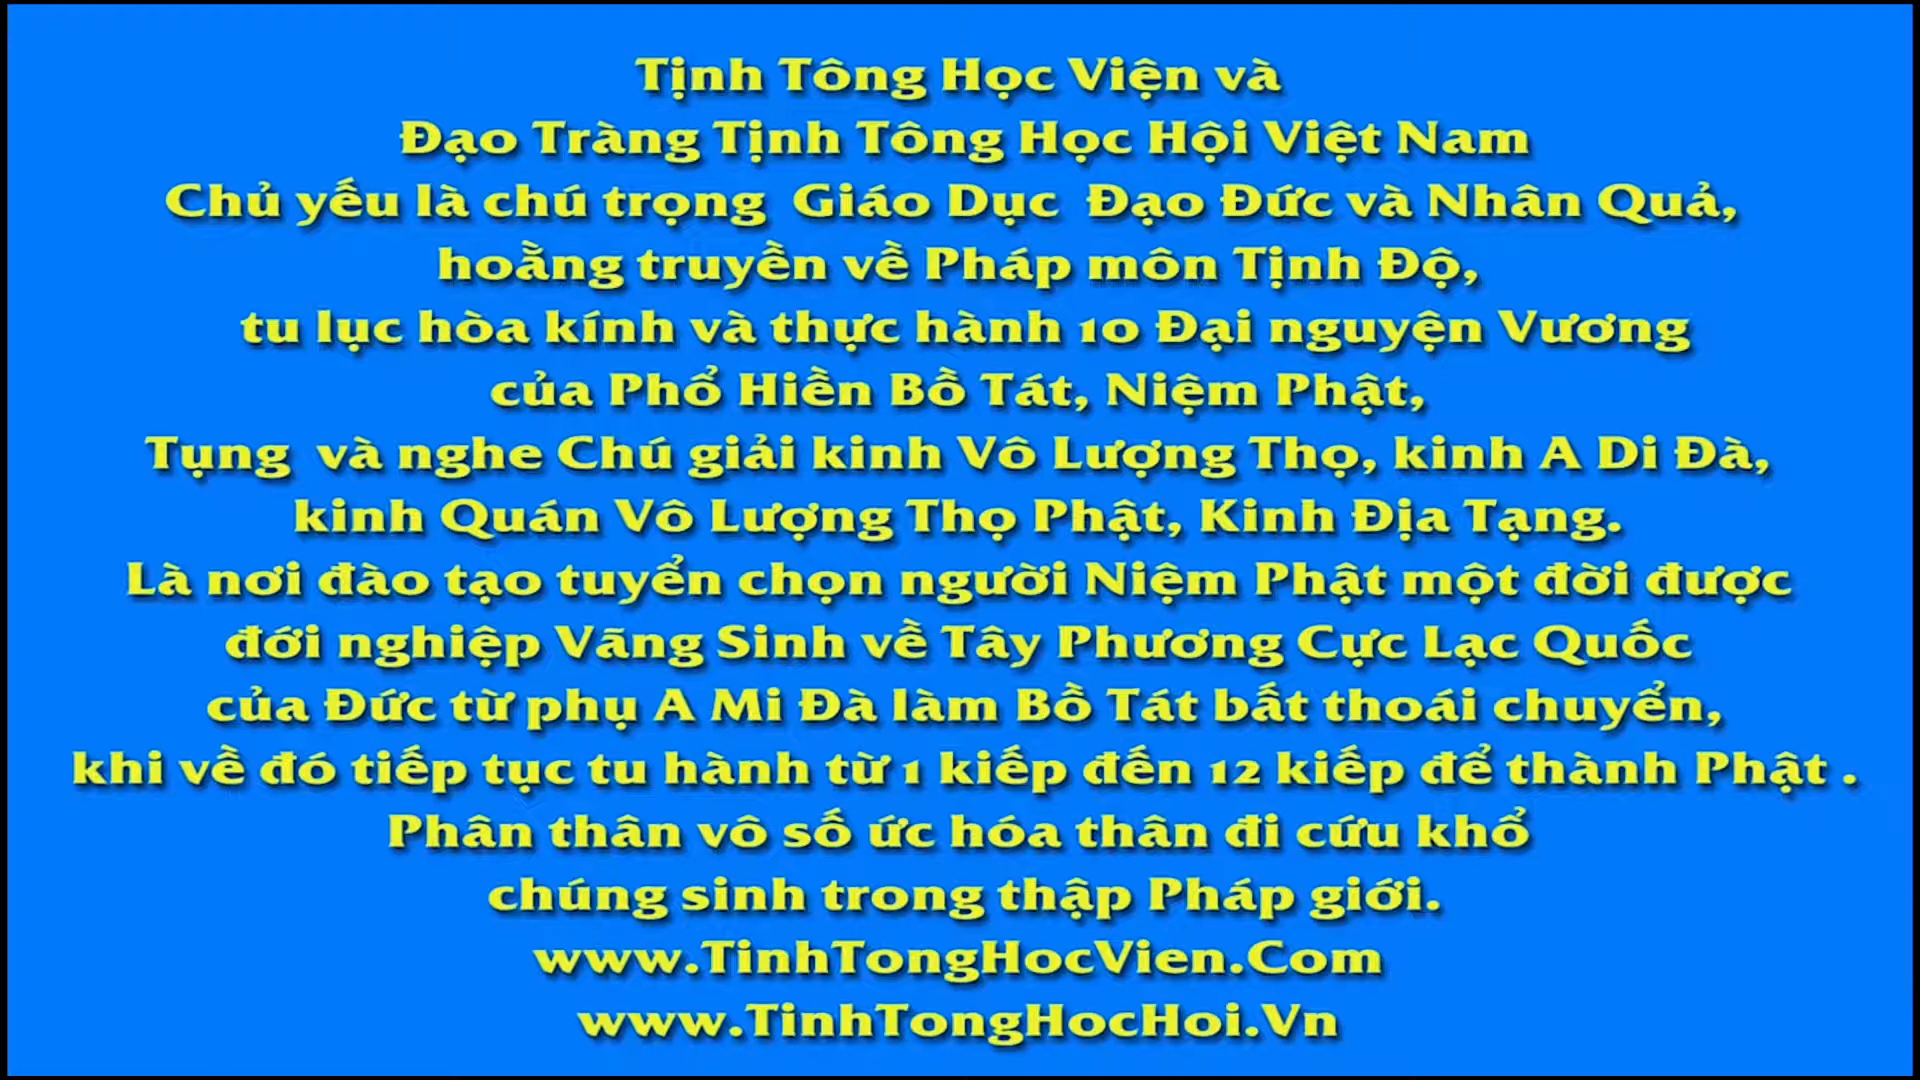 Tịnh Tông Học Viện và
Đạo Tràng Tịnh Tông Học Hội Việt Nam
Chủ yếu là chú trọng Giáo Dục Đạo Đức và Nhân Quả,
hoằng truyền về Pháp môn Tịnh Độ,
tu lục hòa kính và thực hành 10 Đại nguyện Vương
của Phổ Hiền Bồ Tát, Niệm Phật,
Tụng và nghe Chú giải kinh Vô Lượng Thọ, kinh A Di Đà,
kinh Quán Vô Lượng Thọ Phật, Kinh Địa Tạng.
Là nơi đào tạo tuyển chọn người Niệm Phật một đời được
đới nghiệp Vãng Sinh về Tây Phương Cực Lạc Quốc
của Đức từ phụ A Mi Đà làm Bồ Tát bất thoái chuyển,
khi về đó tiếp tục tu hành từ 1 kiếp đến 12 kiếp để thành Phật .
Phân thân vô số ức hóa thân đi cứu khổ
chúng sinh trong thập Pháp giới.
www.TinhTongHocVien.Com
www.TinhTongHocHoi.Vn